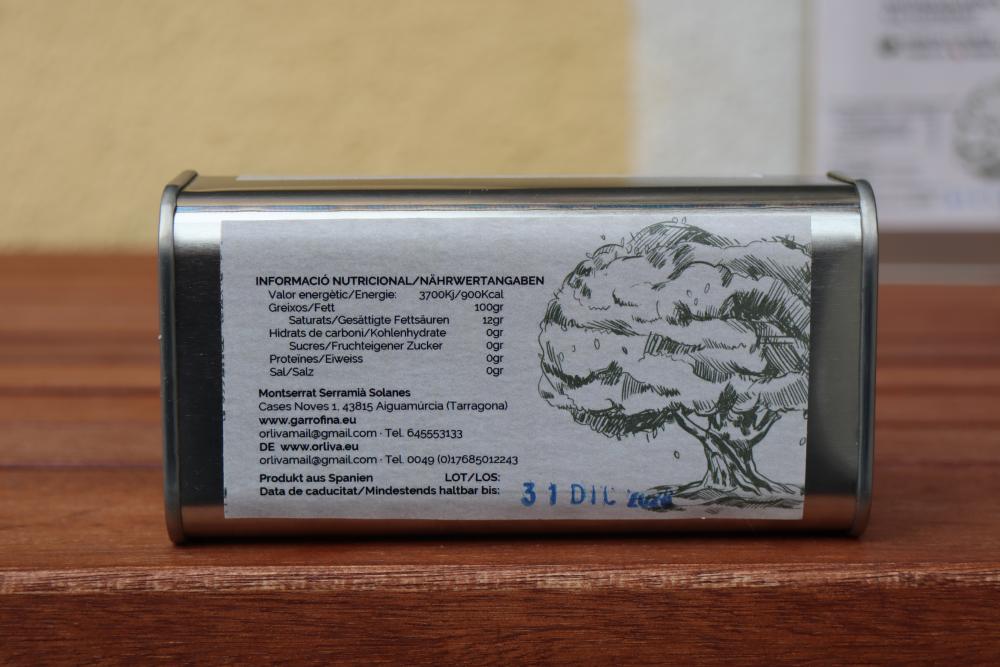 INFORMACIÓ NUTRICIONAL/NÄHRWERTANGABEN
Valor energètic/Energie: 3700Kj/900Kcal
Greixos/Fett 100gr
Saturats/Gesättigte Fettsäuren 12gr
Hidrats de carboni/Kohlenhydrate 0gr
Sucres/Fruchteigener Zucker 0gr
Proteïnes/Eiweiss 0gr
Sal/Salz 0gr
Montserrat Serramià Solanes
Cases Noves 1, 43815 Aiguamúrcia (Tarragona)
www.garrofina.eu
orlivamail@gmail.com · Tel. 645553133
DE www.orliva.eu
orlivamail@gmail.com · Tel. 0049 (0)17685012243
Produkt aus Spanien LOT/LOS:
Data de caducitat/Mindestends haltbar bis: 31 DIC